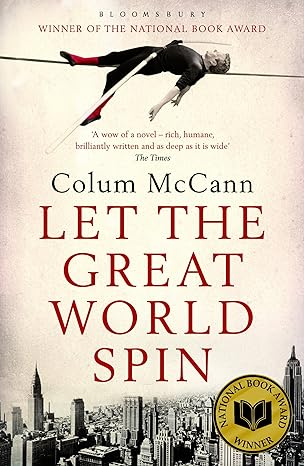 BLOOMSBURY
WINNER OF THE NATIONAL BOOK AWARD
'A wow of a novel – rich, humane,
brilliantly written and as deep as it is wide'
The Times
Colum McCann
LET THE
GREAT
WORLD
SPIN
NATIONAL BOOK AWARD
WINNER